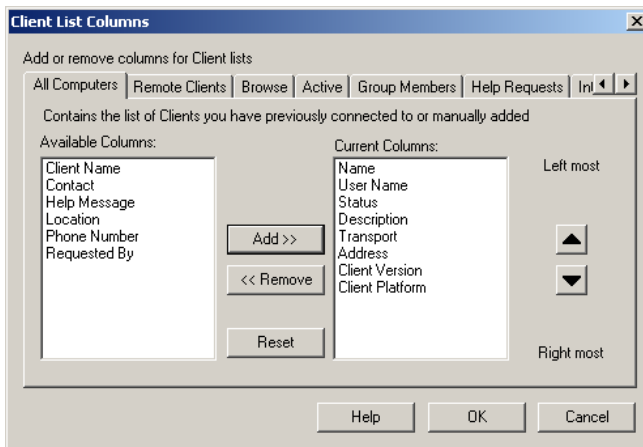 Client List Columns
Add or remove columns for Client lists
All Computers Remote Clients Browse Active Group Members Help Requests
Contains the list of Clients you have previously connected to or manually added
Available Columns:
Client Name
Contact
Help Message
Location
Phone Number
Requested By
Add >>
<< Remove
Reset
Current Columns:
Name
User Name
Status
Description
Transport
Address
Client Version
Client Platform
Left most
Right most
Help OK Cancel